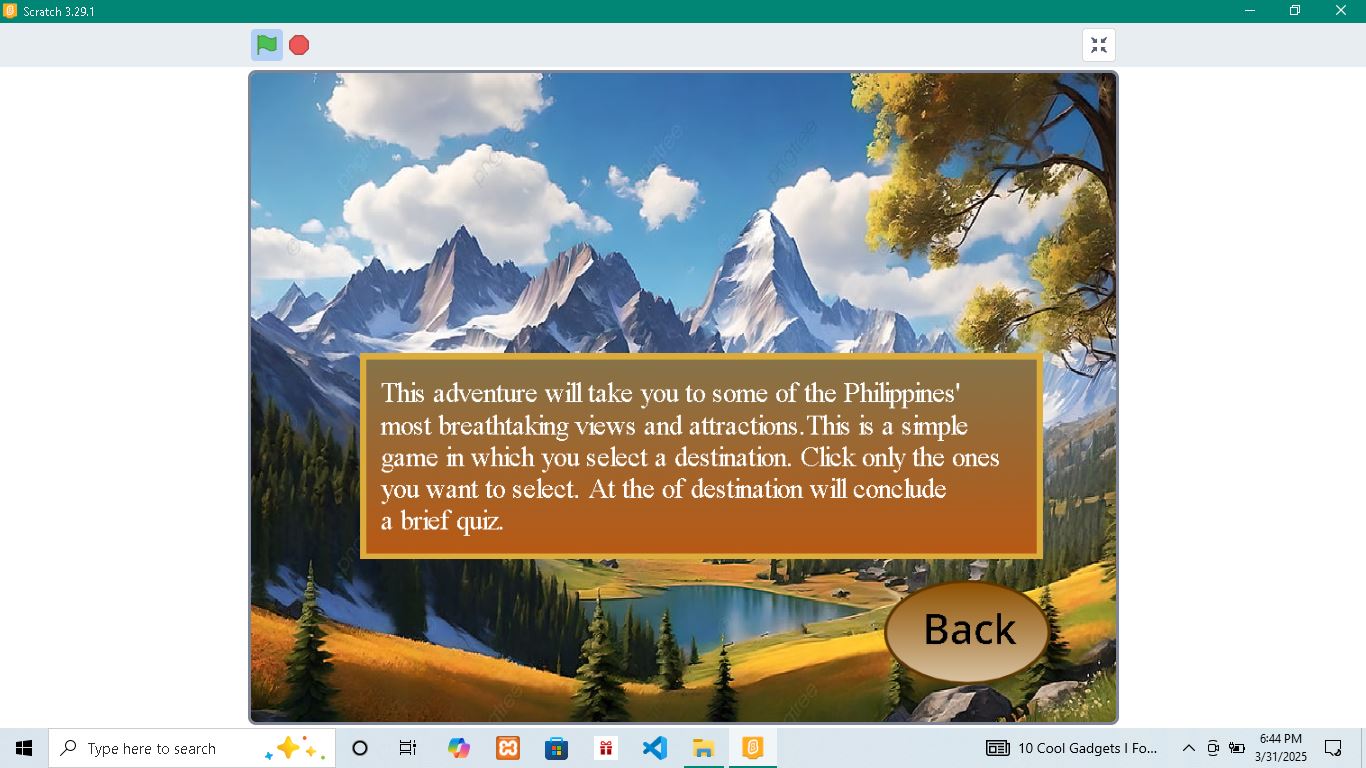 Scratch 3.29.1
This adventure will take you to some of the Philippines'
most breathtaking views and attractions.This is a simple
game in which you select a destination. Click only the ones
you want to select. At the of destination will conclude
a brief quiz.
Back
Type here to search
10 Cool Gadgets I Fo...
6:44 PM
3/31/2025